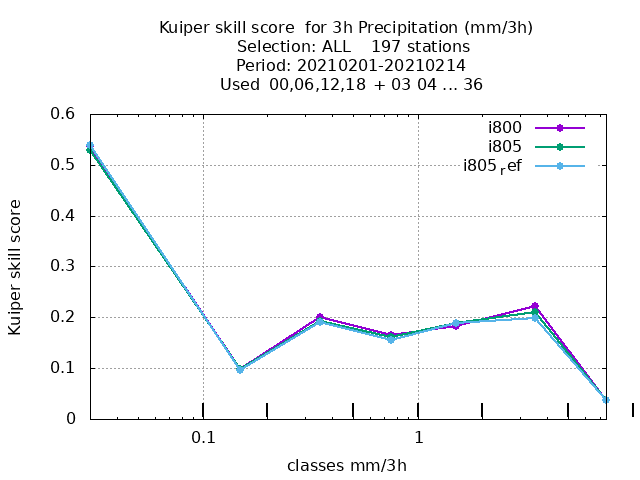 Kuiper skill score  for 3h Precipitation (mm/3h)
Selection: ALL    197 stations
Period: 20210201-20210214
Used  00,06,12,18  + 03 04 ... 36
i800
i805
i805ref
0.6
0.5
0.4
0.3
0.2
0.1
0
Kuiper skill score
0.1
1
classes mm/3h